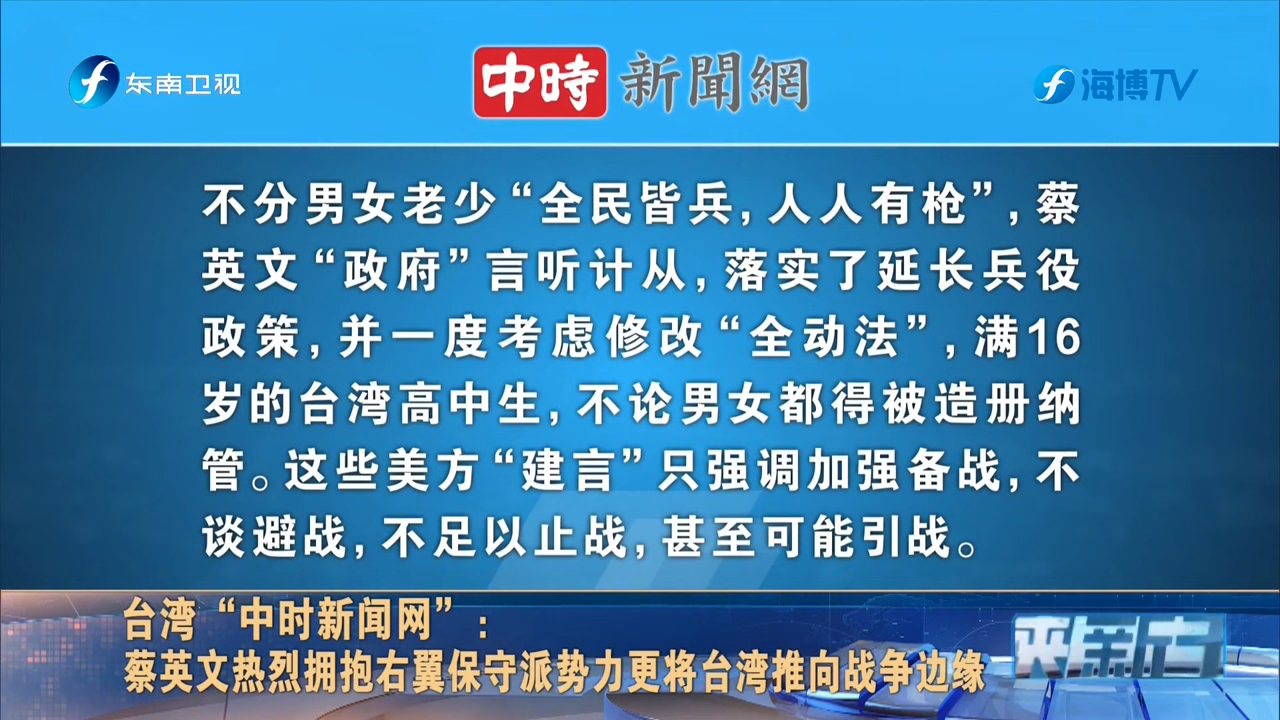 东南卫视
中時 新聞網
海博TV
不分男女老少“全民皆兵，人人有枪”，蔡
英文“政府”言听计从，落实了延长兵役
政策，并一度考虑修改“全动法”，满16
岁的台湾高中生，不论男女都得被造册纳
管。这些美方“建言”只强调加强备战，不
谈避战，不足以止战，甚至可能引战。
台湾“中时新闻网”：
蔡英文热烈拥抱右翼保守派势力更将台湾推向战争边缘